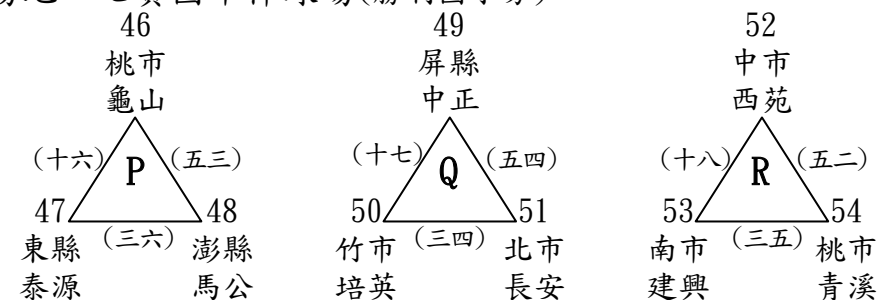 46 49 52
桃市 屏縣 中市
龜山 中正 西苑
(十六) P (五三) (十七) Q (五四) (十八) R (五二)
47 48 50 51 53 54
東縣 (三六) 澎縣 竹市 (三四) 北市 南市 (三五) 桃市
泰源 馬公 培英 長安 建興 青溪